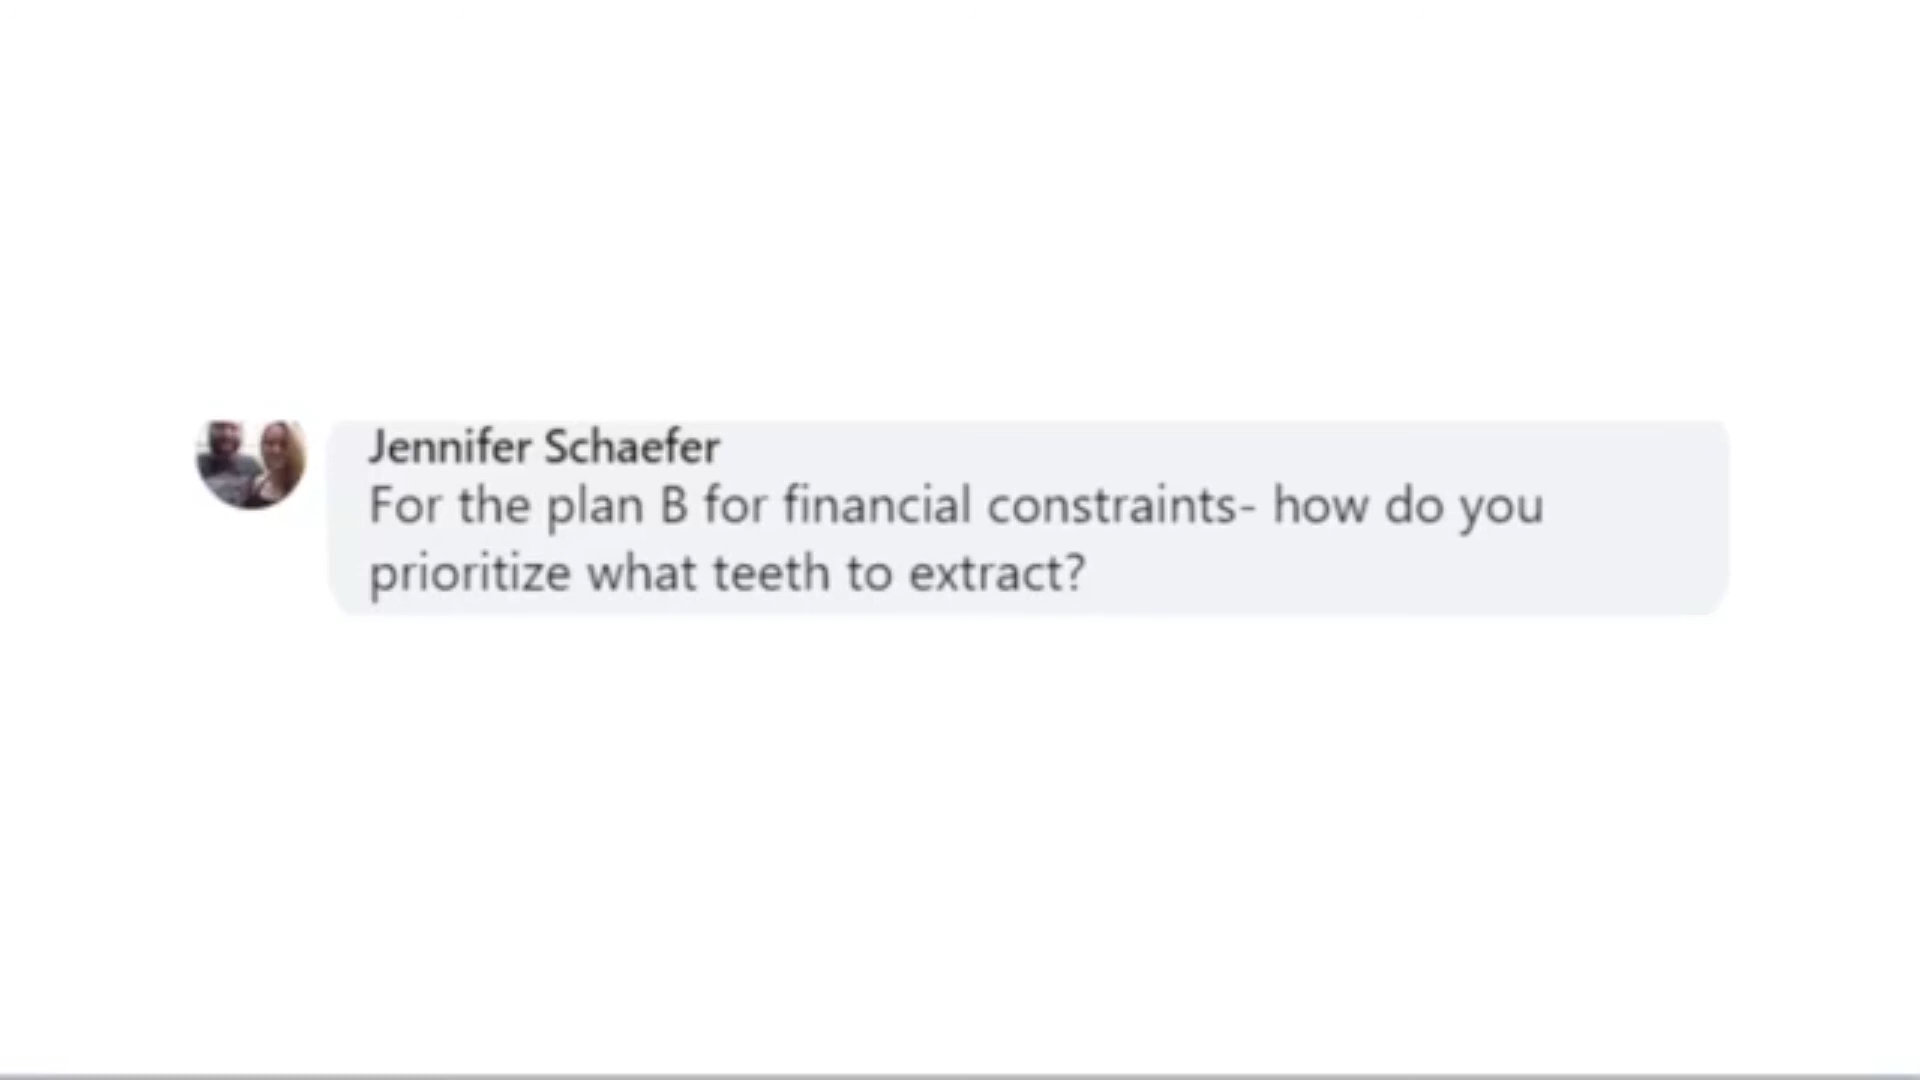 Jennifer Schaefer
For the plan B for financial constraints- how do you
prioritize what teeth to extract?